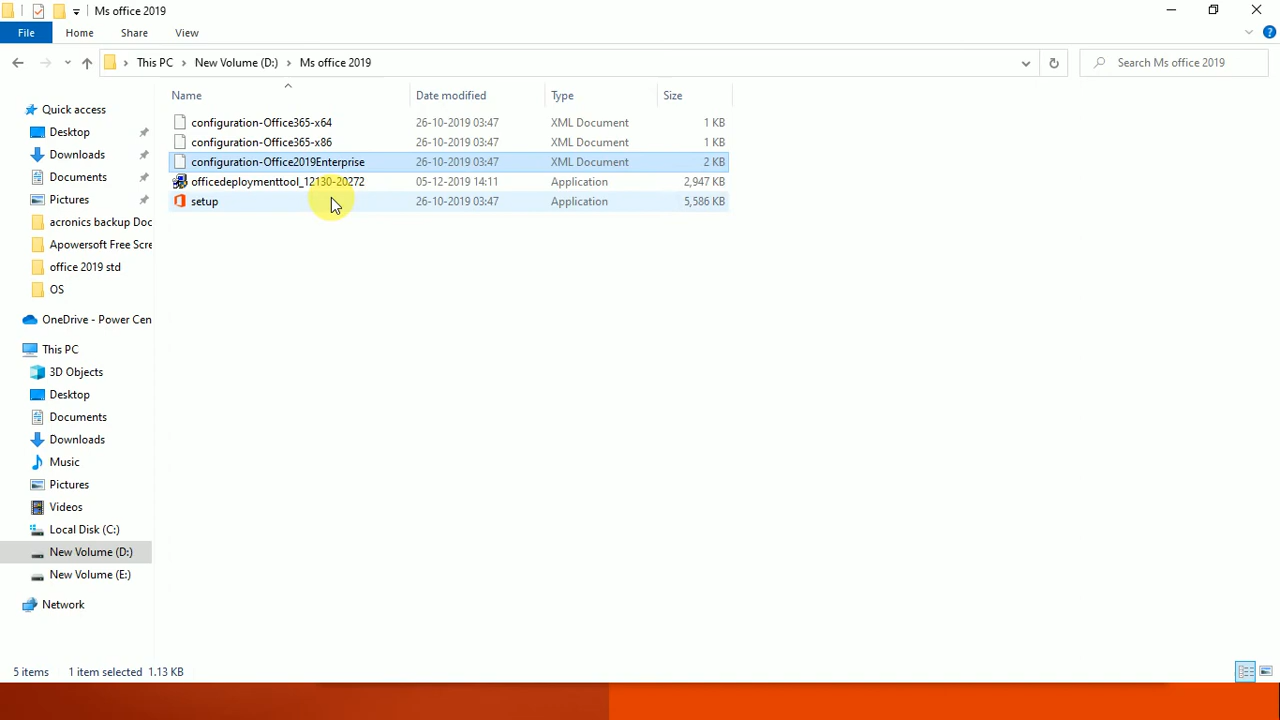 Ms office 2019
File Home Share View
This PC New Volume (D:) Ms office 2019
Search Ms office 2019
Name Date modified Type Size
configuration-Office365-x64 26-10-2019 03:47 XML Document 1 KB
configuration-Office365-x86 26-10-2019 03:47 XML Document 1 KB
configuration-Office2019Enterprise 26-10-2019 03:47 XML Document 2 KB
officedeploymenttool_12130-20272 05-12-2019 14:11 Application 2,947 KB
setup 26-10-2019 03:47 Application 5,586 KB
Quick access
Desktop
Downloads
Documents
Pictures
acronics backup Doc
Apowersoft Free Scre
office 2019 std
OS
OneDrive - Power Cen
This PC
3D Objects
Desktop
Documents
Downloads
Music
Pictures
Videos
Local Disk (C:)
New Volume (D:)
New Volume (E:)
Network
5 items 1 item selected 1.13 KB